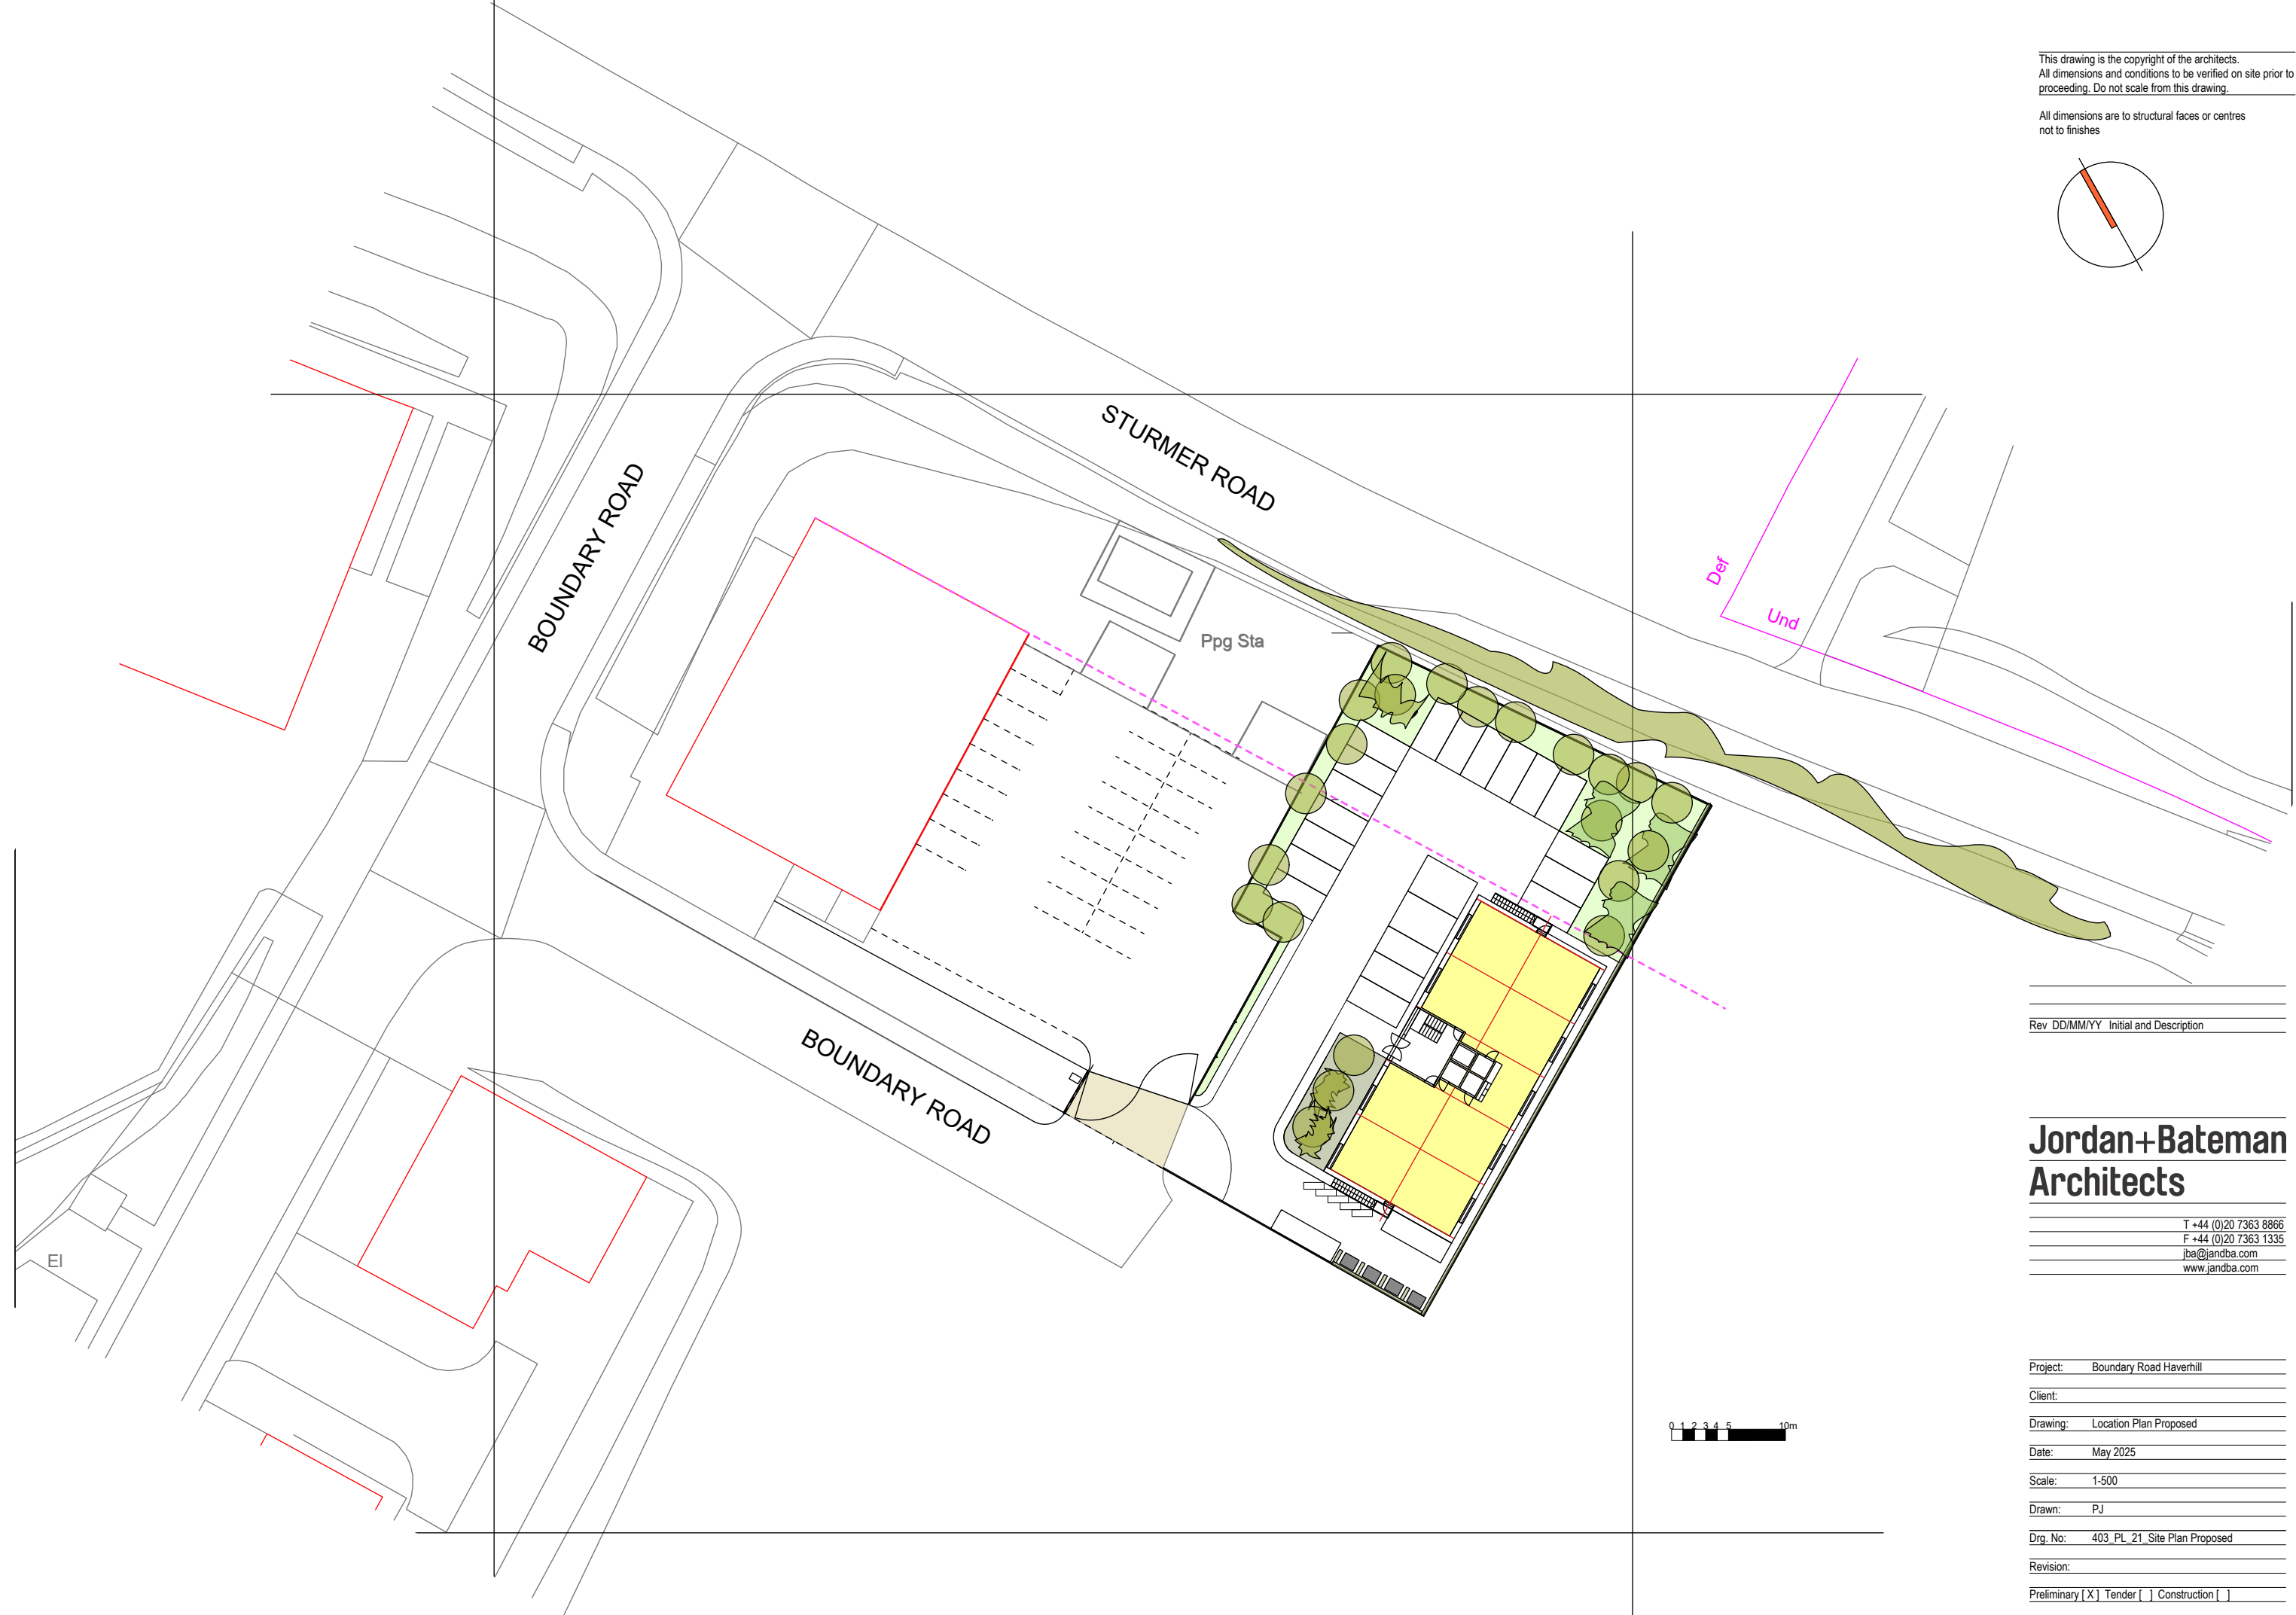 This drawing is the copyright of the architects.
All dimensions and conditions to be verified on site prior to
proceeding. Do not scale from this drawing.
All dimensions are to structural faces or centres
not to finishes
STURMER ROAD
BOUNDARY ROAD
Def
Und
Ppg Sta
BOUNDARY ROAD
El
0 1 2 3 4 5 10m
Rev DD/MM/YY Initial and Description
Jordan+Bateman
Architects
T +44 (0)20 7363 8866
F +44 (0)20 7363 1335
jba@jandba.com
www.jandba.com
Project: Boundary Road Haverhill
Client:
Drawing: Location Plan Proposed
Date: May 2025
Scale: 1-500
Drawn: PJ
Drg. No: 403_PL_21_Site Plan Proposed
Revision:
Preliminary [ X ] Tender [ ] Construction [ ]